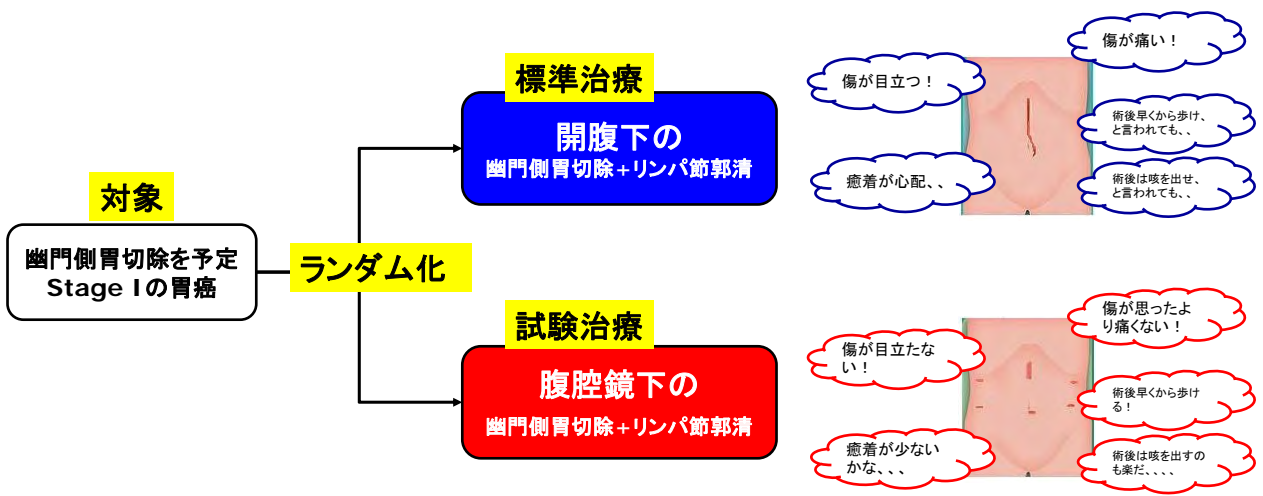 対象
幽門側胃切除を予定
Stage Iの胃癌
ランダム化
標準治療
開腹下の
幽門側胃切除+リンパ節郭清
試験治療
腹腔鏡下の
幽門側胃切除+リンパ節郭清
傷が痛い！
傷が目立つ！
術後早くから歩け、
と言われても、、
癒着が心配、、
術後は咳を出せ、
と言われても、、
傷が思ったよ
り痛くない！
傷が目立たな
い！
術後早くから歩け
る！
癒着が少ない
かな、、、
術後は咳を出すの
も楽だ、、、、